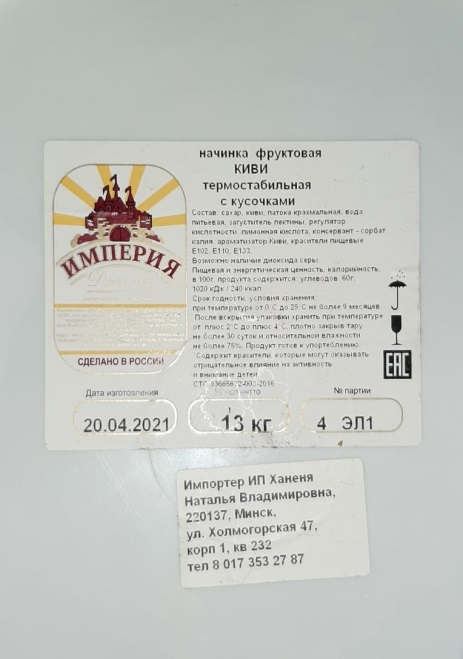 начинка фруктовая
КИВИ
термостабильная
с кусочками
Состав: сахар, киви, патока крахмальная, вода
питьевая, загуститель пектины, регулятор
кислотности лимонная кислота, консервант - сорбат
калия, ароматизатор Киви, красители пищевые
Е102, Е110, Е133.
Возможно наличие диоксида серы.
Пищевая и энергетическая ценность, калорийность,
в 100г. продукта содержится: углеводов 60г,
1020 кДж / 240 ккал
Срок годности, условия хранения
при температуре от 0˚С до 25˚С не более 9 месяцев.
После вскрытия упаковки хранить при температуре
от плюс 2˚С до плюс 4˚С, плотно закрыв тару
не более 30 суток и относительной влажности
не более 75%. Продукт готов к употреблению.
Содержит красители, которые могут оказывать
отрицательное влияние на активность
и внимание детей
ИМПЕРИЯ
СДЕЛАНО В РОССИИ
EAC
Дата изготовления
нетто
№ партии
20.04.2021
13 кг
4 ЭЛ1
Импортер ИП Ханеня
Наталья Владимировна,
220137, Минск,
ул. Холмогорская 47,
корп 1, кв 232
тел 8 017 353 27 87